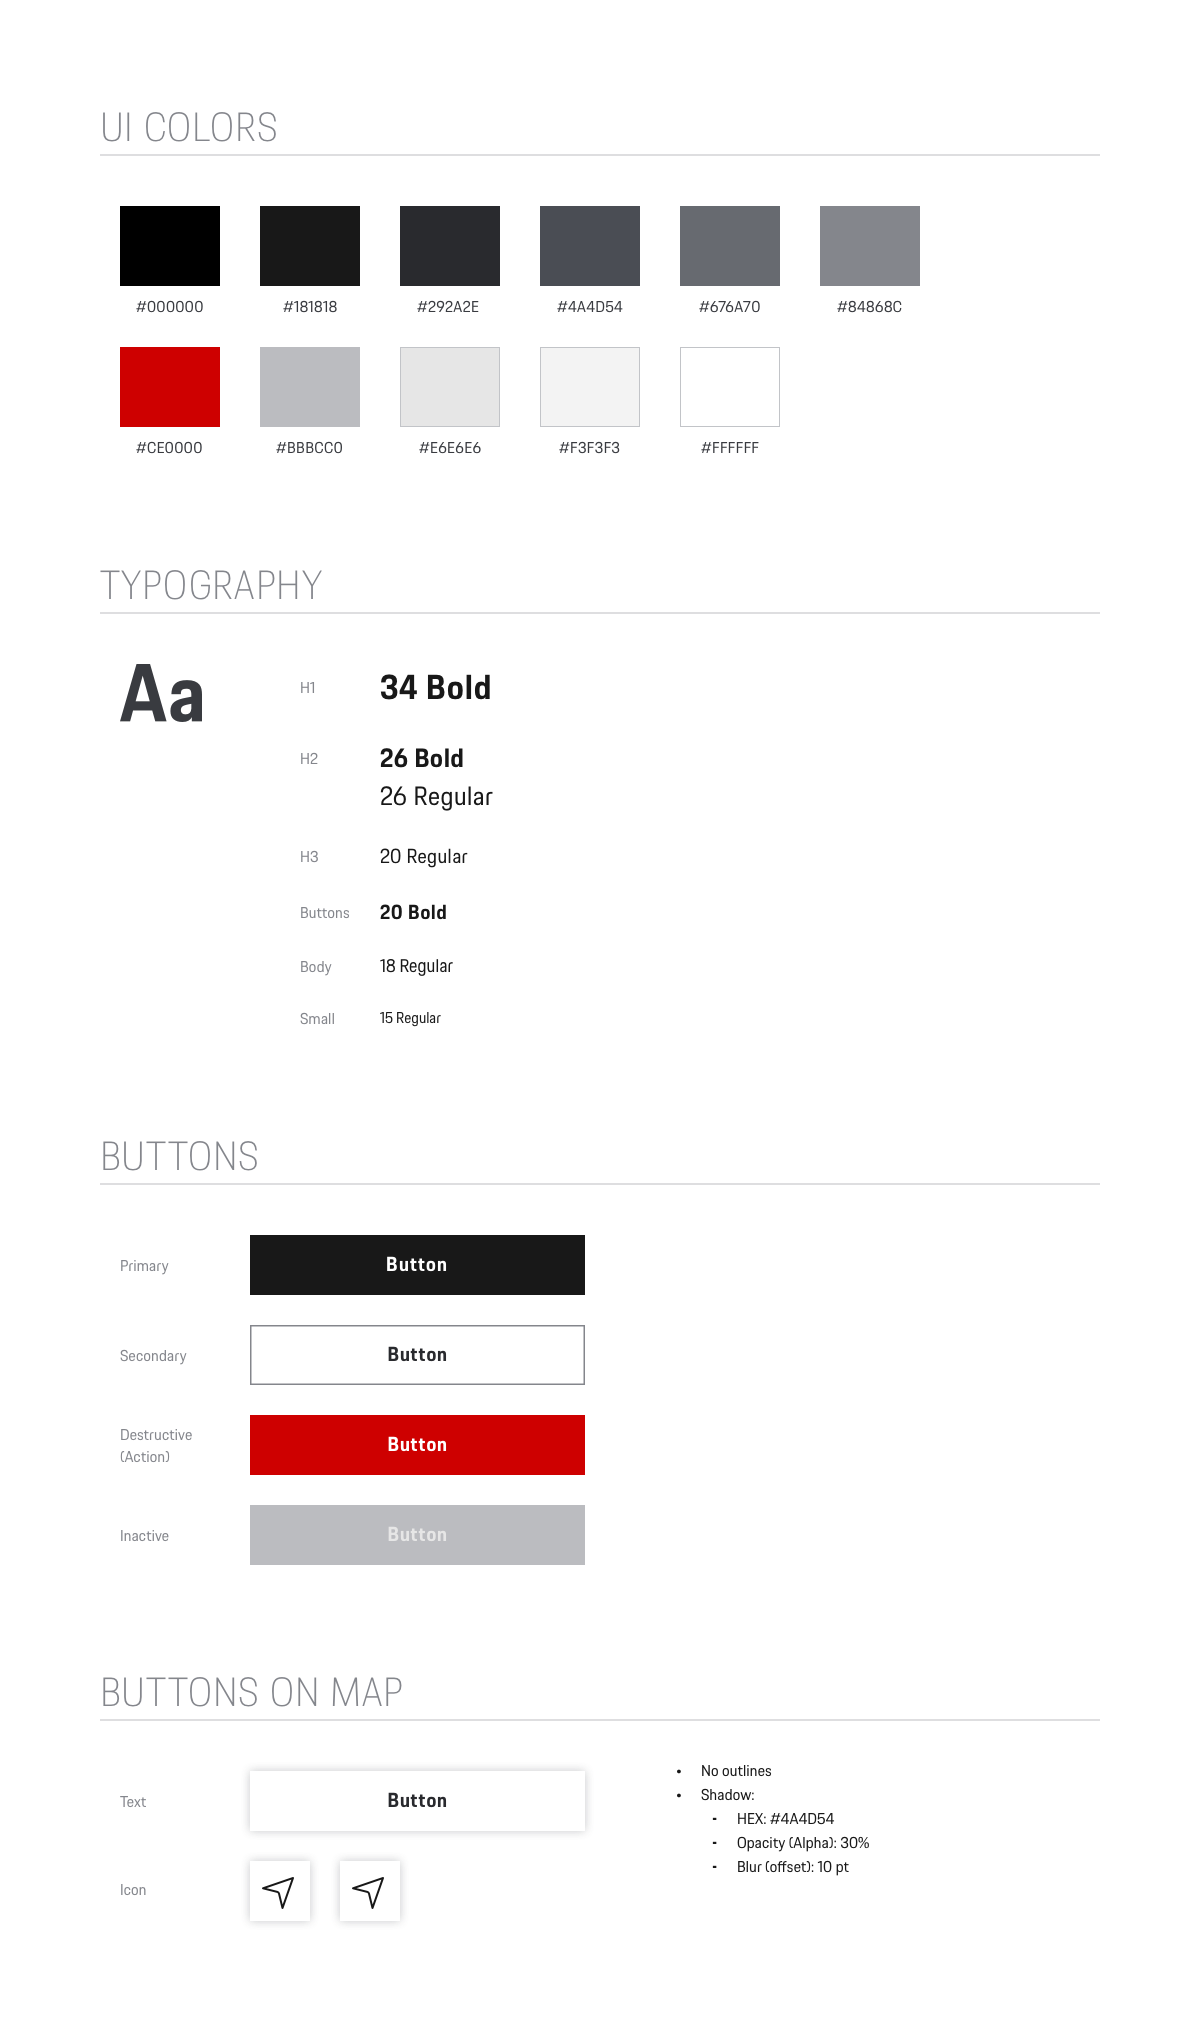 UI COLORS
#000000
#181818
#292A2E
#4A4D54
#676A70
#84868C
#CE0000
#BBBCC0
#E6E6E6
#F3F3F3
#FFFFFF
TYPOGRAPHY
Aa
H1
34 Bold
H2
26 Bold
26 Regular
H3
20 Regular
Buttons
20 Bold
Body
18 Regular
Small
15 Regular
BUTTONS
Primary
Button
Secondary
Button
Destructive
(Action)
Button
Inactive
Button
BUTTONS ON MAP
Text
Button
Icon
• No outlines
• Shadow:
- HEX: #4A4D54
- Opacity (Alpha): 30%
- Blur (offset): 10 pt